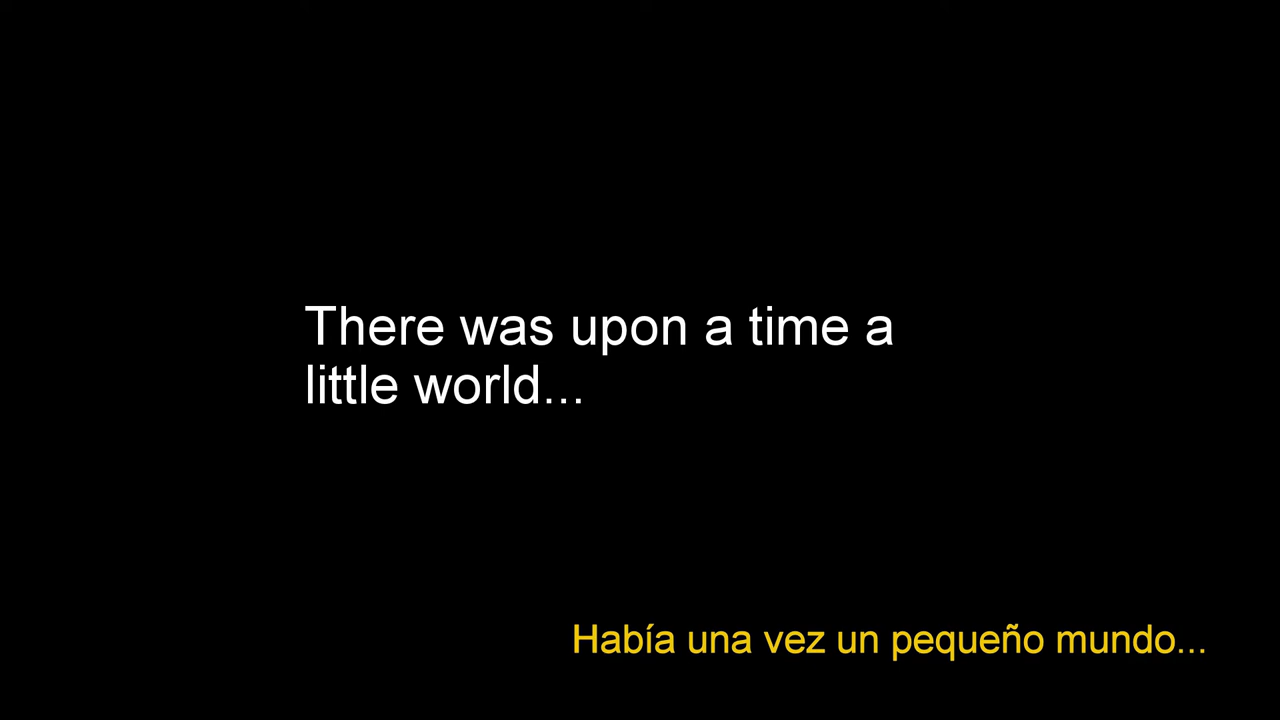 There was upon a time a
little world...
Había una vez un pequeño mundo...